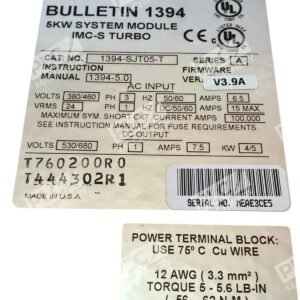 BULLETIN 1394
5KW SYSTEM MODULE
IMC-S TURBO
CAT NO. 1394-SJT05-T SERIES A
INSTRUCTION MANUAL 1394-5.0 FIRMWARE VER V3.9A
AC INPUT
VOLTS 380/460 PH 3 HZ 50/60 AMPS 6.5
VRMS 24 PH 1 HZ DC/50/60 AMPS 15 MAX
MAXIMUM SYM. SHORT CKT. CURRENT AMPS 100,000
SEE INSTRUCTION MANUAL FOR FUSE REQUIREMENTS
DC OUTPUT
VOLTS 530/680 PH 1 AMPS 7.5 KW 4/5
T760200R0
T444302R1
MADE IN U.S.A.
SERIAL NO. MEAE3CE5
POWER TERMINAL BLOCK:
USE 75° C Cu WIRE
12 AWG ( 3.3 mm² )
TORQUE 5 - 5.6 LB-IN
UL
LISTED